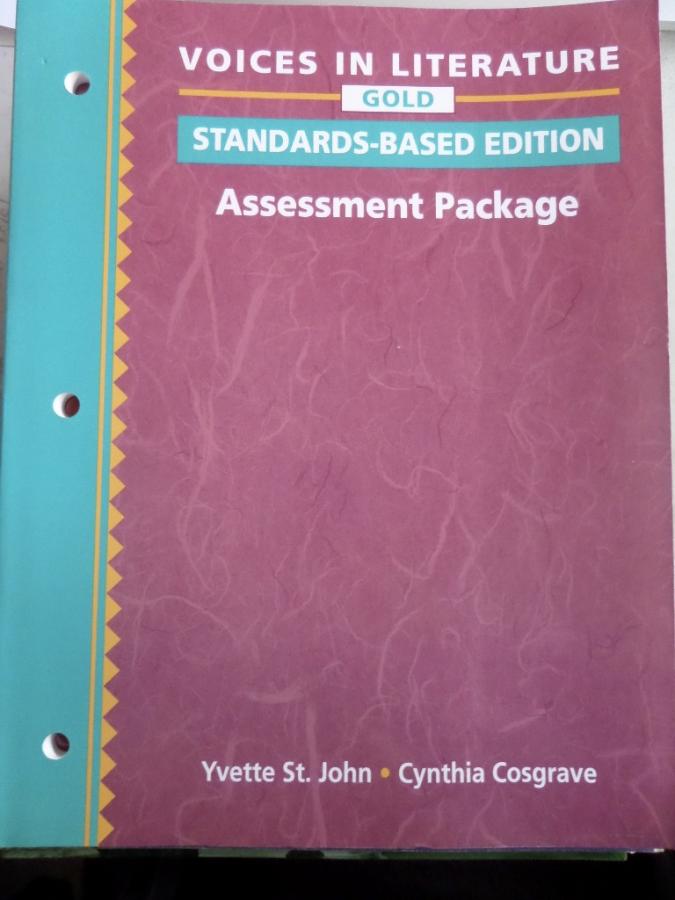 VOICES IN LITERATURE
GOLD
STANDARDS-BASED EDITION
Assessment Package
Yvette St. John • Cynthia Cosgrave